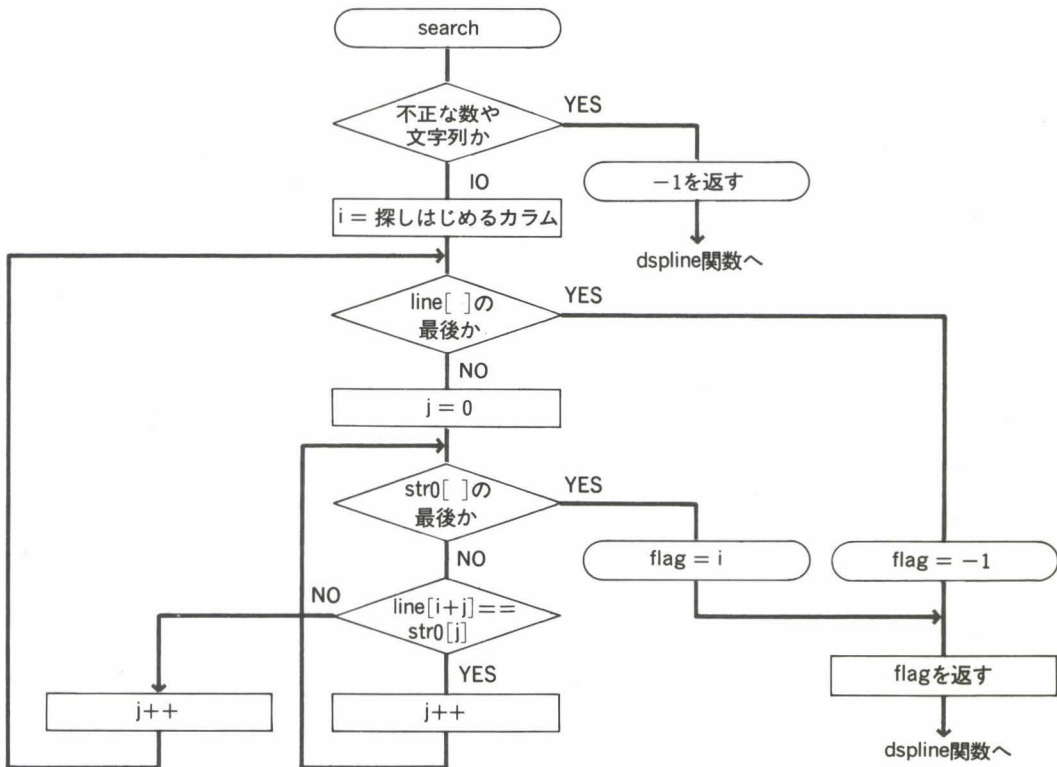 search
不正な数や
文字列か
YES
IO
−1を返す
i = 探しはじめるカラム
dspline関数へ
line[ ]の
最後か
YES
NO
j = 0
str0[ ]の
最後か
YES
NO
flag = i
flag = −1
NO
line[i+j]==
str0[j]
YES
flagを返す
j++
j++
dspline関数へ